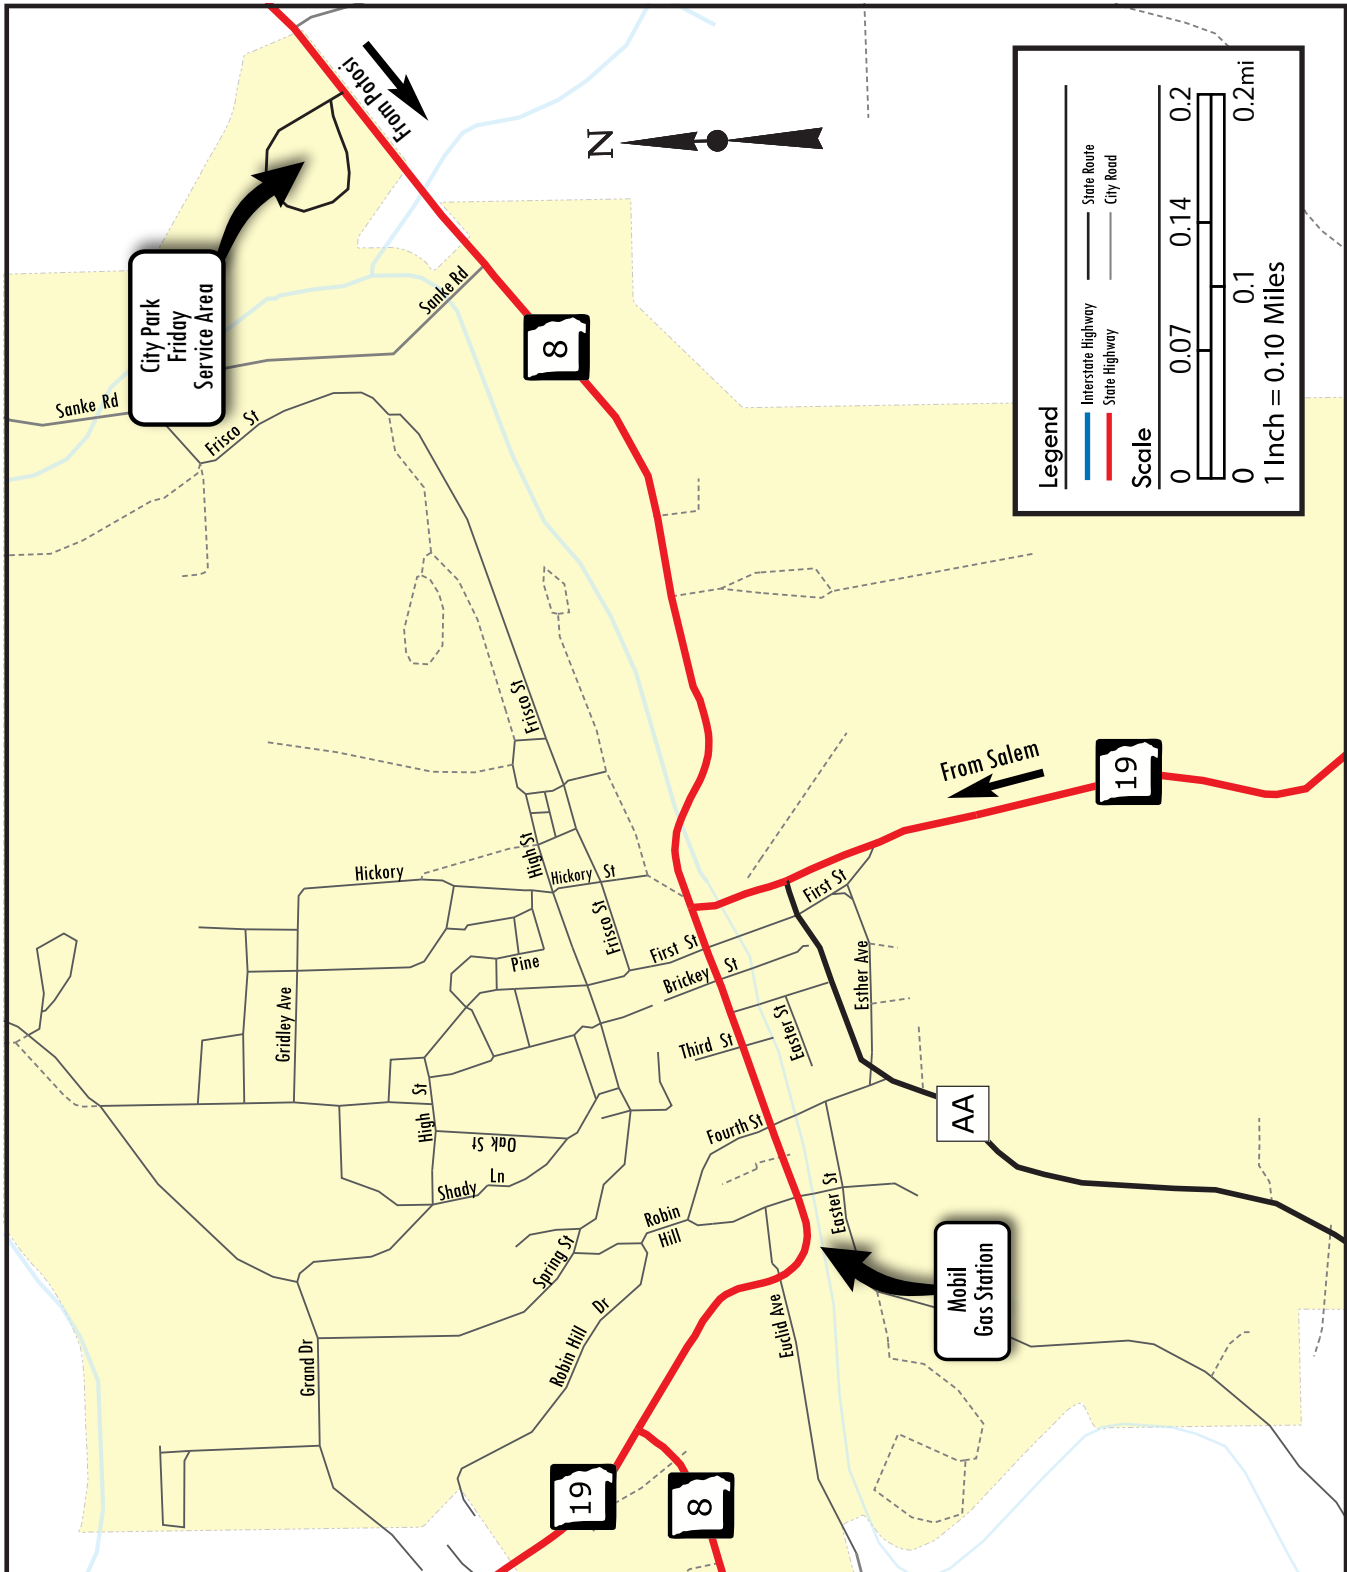 From Potosi
N
City Park
Friday
Service Area
Sanke Rd
Sanke Rd
Frisco St
8
Legend
Interstate Highway
State Highway
State Route
City Road
Scale
0
0.07
0.14
0.2
0
0.1
0.2mi
1 Inch = 0.10 Miles
Frisco St
From Salem
19
High St
Hickory
Hickory St
Frisco St
First St
First St
Pine
Brickey St
Esther Ave
Gridley Ave
Easter St
Third St
High St
Oak St
Fourth St
AA
Shady Ln
Easter St
Robin
Hill
Spring St
Mobil
Gas Station
Robin Hill Dr
Euclid Ave
Grand Dr
19
8